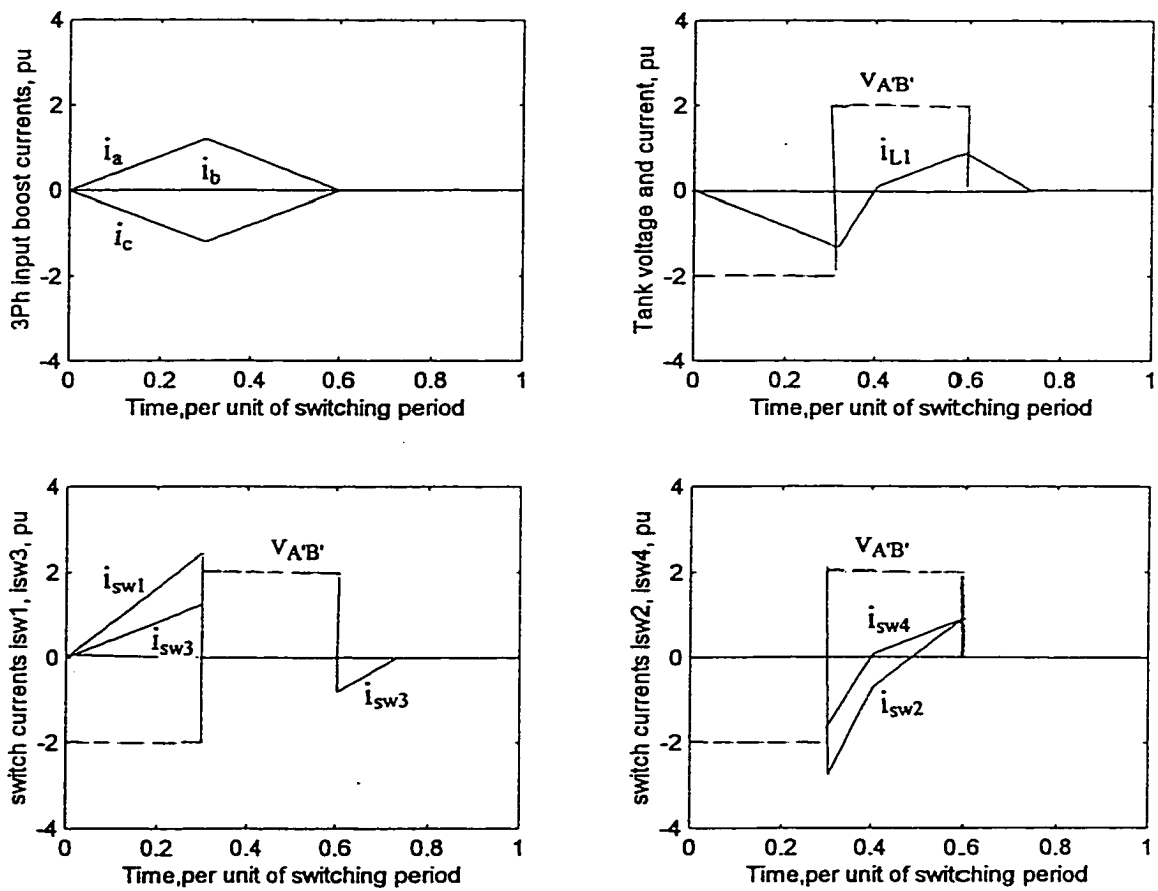 3Ph input boost currents, pu
4
2
0
-2
-4
i_a
i_b
i_c
0 0.2 0.4 0.6 0.8 1
Time,per unit of switching period
Tank voltage and current, pu
4
2
0
-2
-4
V_A'B'
i_L1
0 0.2 0.4 0.6 0.8 1
Time,per unit of switching period
switch currents Isw1, Isw3, pu
4
2
0
-2
-4
V_A'B'
i_sw1
i_sw3
i_sw3
0 0.2 0.4 0.6 0.8 1
Time,per unit of switching period
switch currents Isw2, Isw4, pu
4
2
0
-2
-4
V_A'B'
i_sw4
i_sw2
0 0.2 0.4 0.6 0.8 1
Time,per unit of switching period